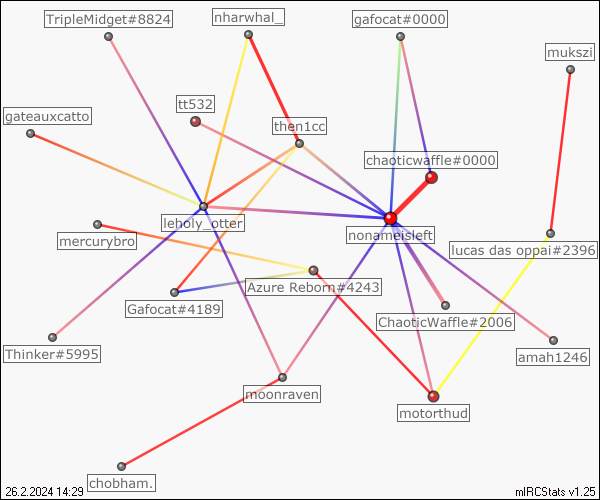 TripleMidget#8824
nharwhal_
gafocat#0000
mukszi
tt532
gateauxcatto
then1cc
chaoticwaffle#0000
leholy_otter
nonameisleft
mercurybro
lucas das oppai#2396
Azure Reborn#4243
Gafocat#4189
ChaoticWaffle#2006
Thinker#5995
amah1246
moonraven
motorthud
chobham.
26.2.2024 14:29
mIRCStats v1.25